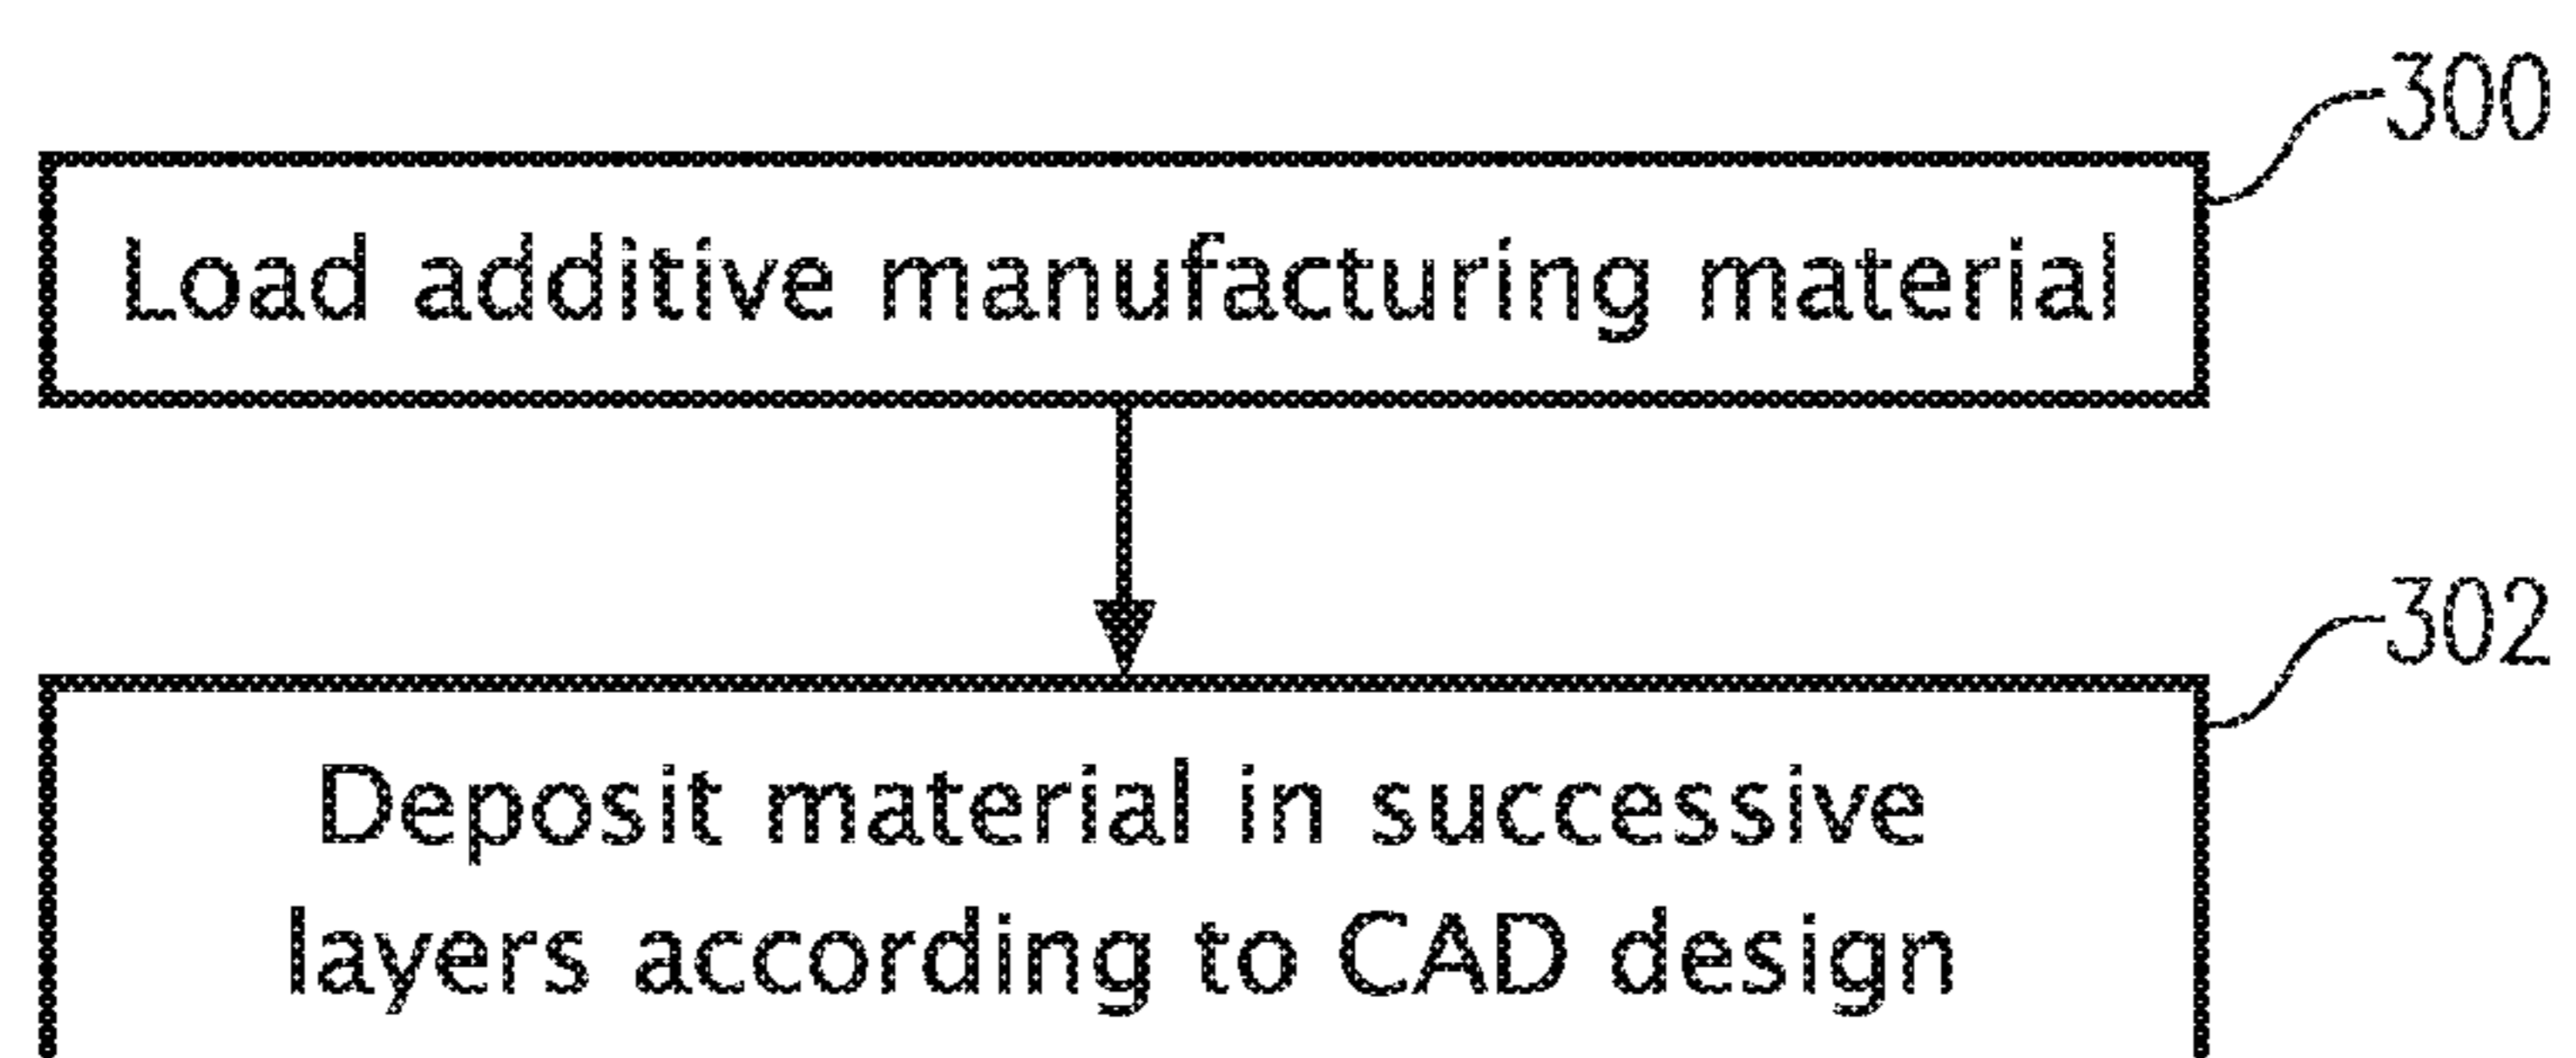 300
Load additive manufacturing material
302
Deposit material in successive
layers according to CAD design